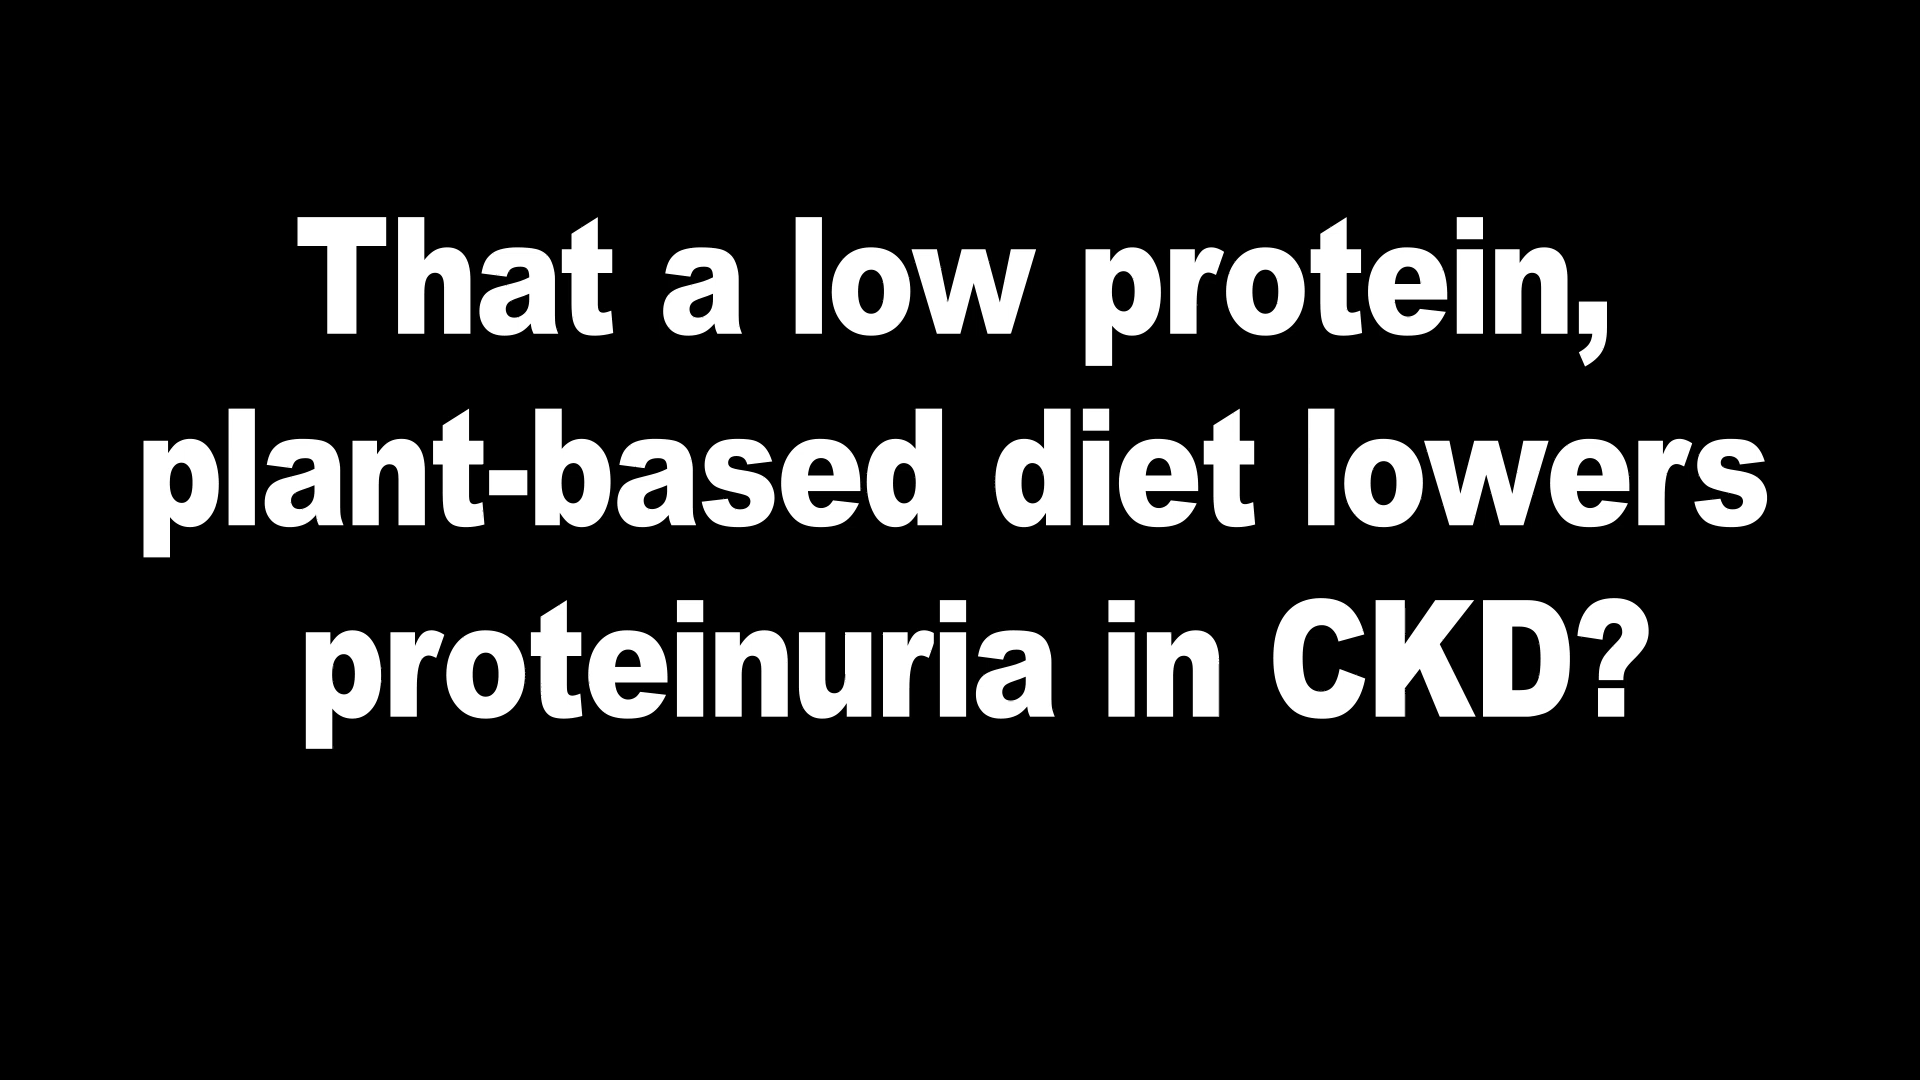 That a low protein,
plant-based diet lowers
proteinuria in CKD?